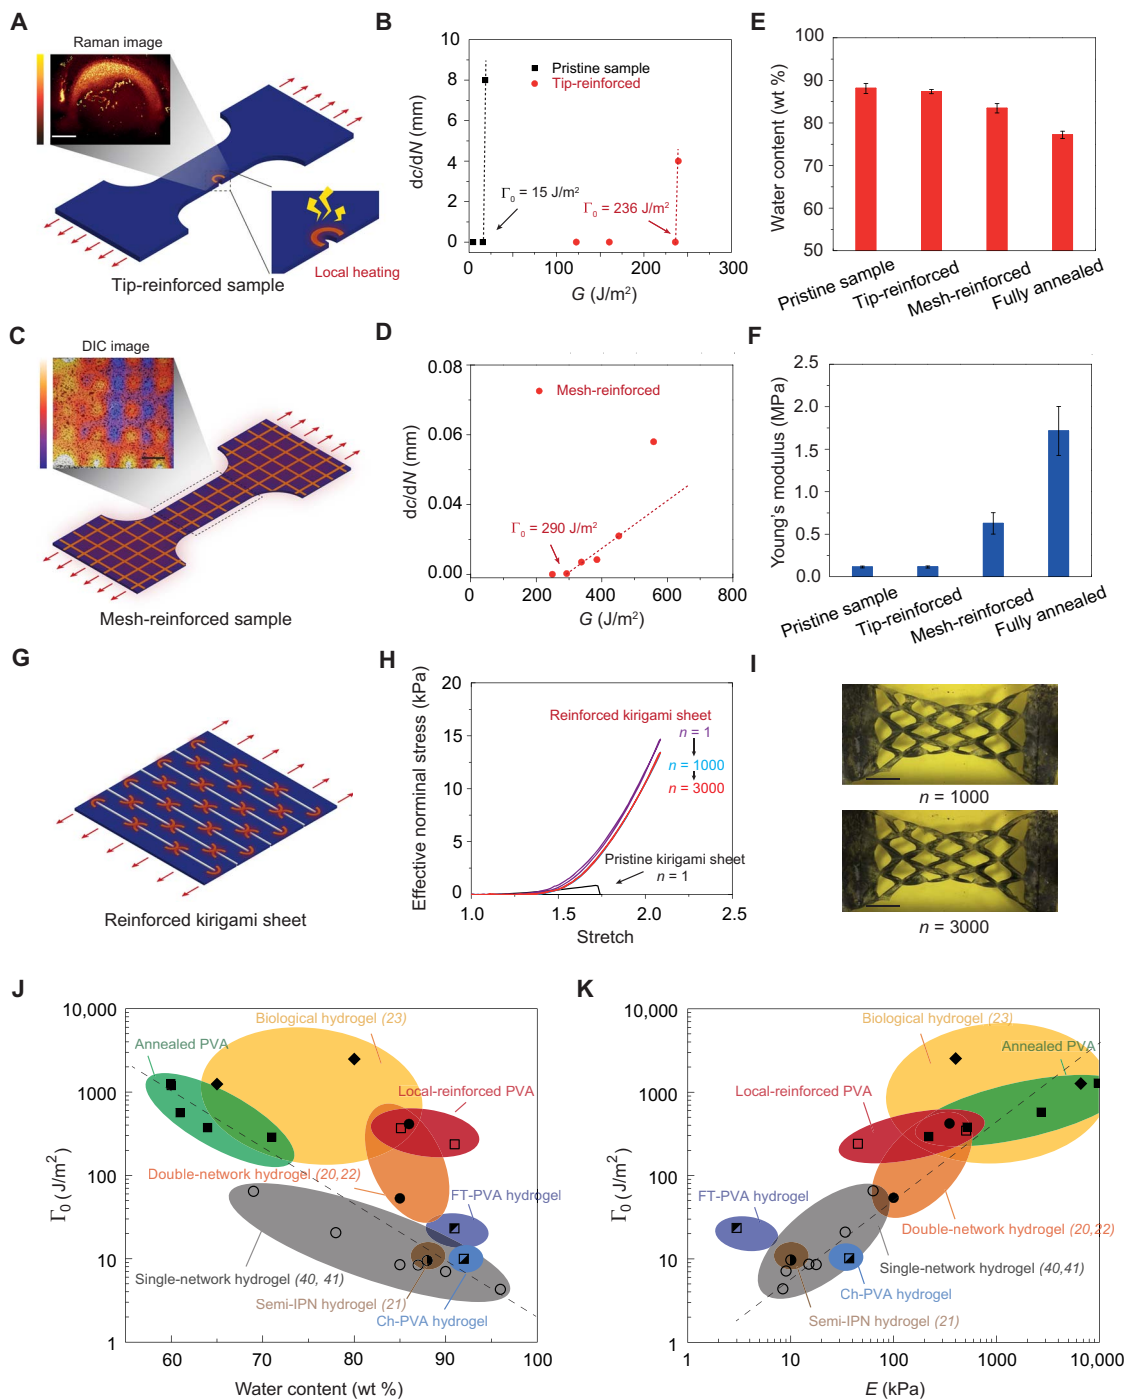 A
Raman image
Local heating
Tip-reinforced sample
B
10
8
6
4
2
0
dc/dN (mm)
Pristine sample
Tip-reinforced
Γ0 = 15 J/m2
Γ0 = 236 J/m2
0
100
200
300
G (J/m2)
E
100
90
80
70
60
50
Water content (wt %)
Pristine sample
Tip-reinforced
Mesh-reinforced
Fully annealed
C
DIC image
Mesh-reinforced sample
D
0.08
0.06
0.04
0.02
0.00
dc/dN (mm)
Mesh-reinforced
Γ0 = 290 J/m2
0
200
400
600
800
G (J/m2)
F
2.5
2.0
1.5
1.0
0.5
0.0
Young's modulus (MPa)
Pristine sample
Tip-reinforced
Mesh-reinforced
Fully annealed
G
Reinforced kirigami sheet
H
20
15
10
5
0
Effective norminal stress (kPa)
Reinforced kirigami sheet
n = 1
n = 1000
n = 3000
Pristine kirigami sheet
n = 1
1.0
1.5
2.0
2.5
Stretch
I
n = 1000
n = 3000
J
10,000
1000
100
10
1
Γ0 (J/m2)
Biological hydrogel (23)
Annealed PVA
Local-reinforced PVA
Double-network hydrogel (20,22)
FT-PVA hydrogel
Single-network hydrogel (40, 41)
Semi-IPN hydrogel (21)
Ch-PVA hydrogel
60
70
80
90
100
Water content (wt %)
K
10,000
1000
100
10
1
Γ0 (J/m2)
Biological hydrogel (23)
Annealed PVA
Local-reinforced PVA
FT-PVA hydrogel
Double-network hydrogel (20,22)
Single-network hydrogel (40,41)
Ch-PVA hydrogel
Semi-IPN hydrogel (21)
1
10
100
1000
10,000
E (kPa)